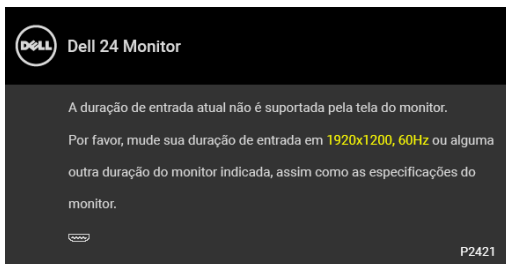 DELL Dell 24 Monitor
A duração de entrada atual não é suportada pela tela do monitor.
Por favor, mude sua duração de entrada em 1920x1200, 60Hz ou alguma
outra duração do monitor indicada, assim como as especificações do
monitor.
P2421